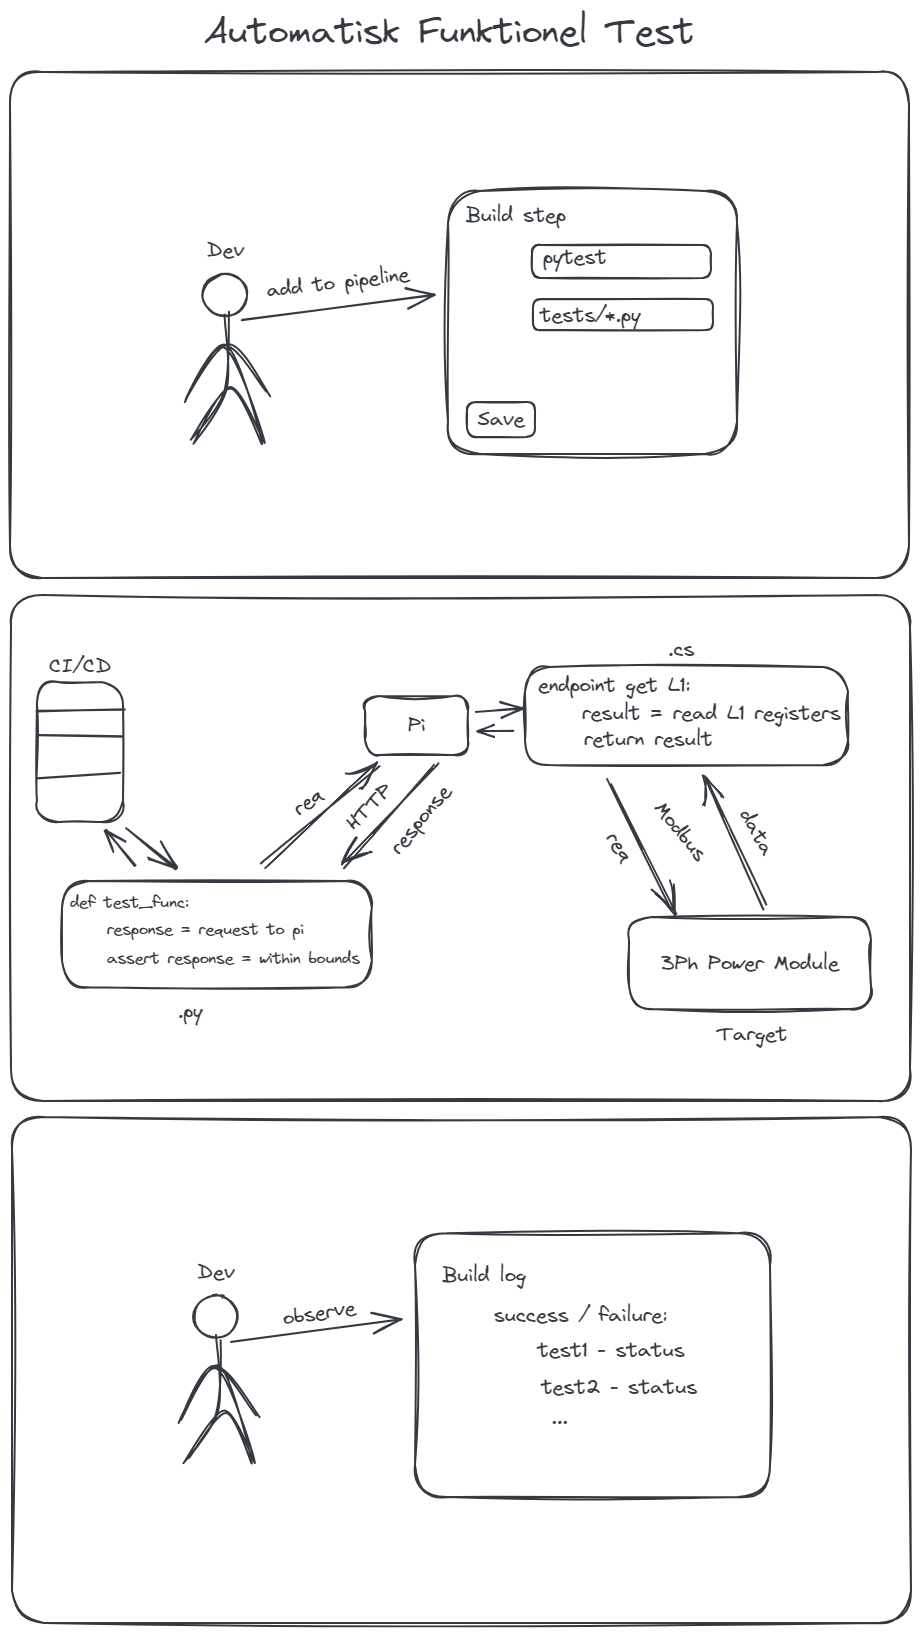 Automatisk Funktionel Test
Build step
Dev
pytest
add to pipeline
tests/*.py
Save
CI/CD
.cs
Pi
endpoint get L1:
result = read L1 registers
return result
req
HTTP
response
req
Modbus
data
def test_func:
response = request to pi
assert response = within bounds
.py
3Ph Power Module
Target
Dev
observe
Build log
success / failure:
test1 - status
test2 - status
...